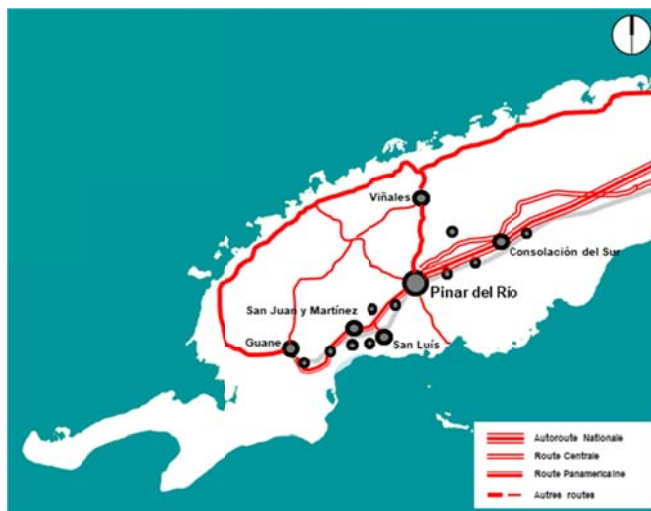 Viñales
Consolación del Sur
Pinar del Río
San Juan y Martínez
Guane
San Luís
Autoroute Nationale
Route Centrale
Route Panamericaine
Autres routes